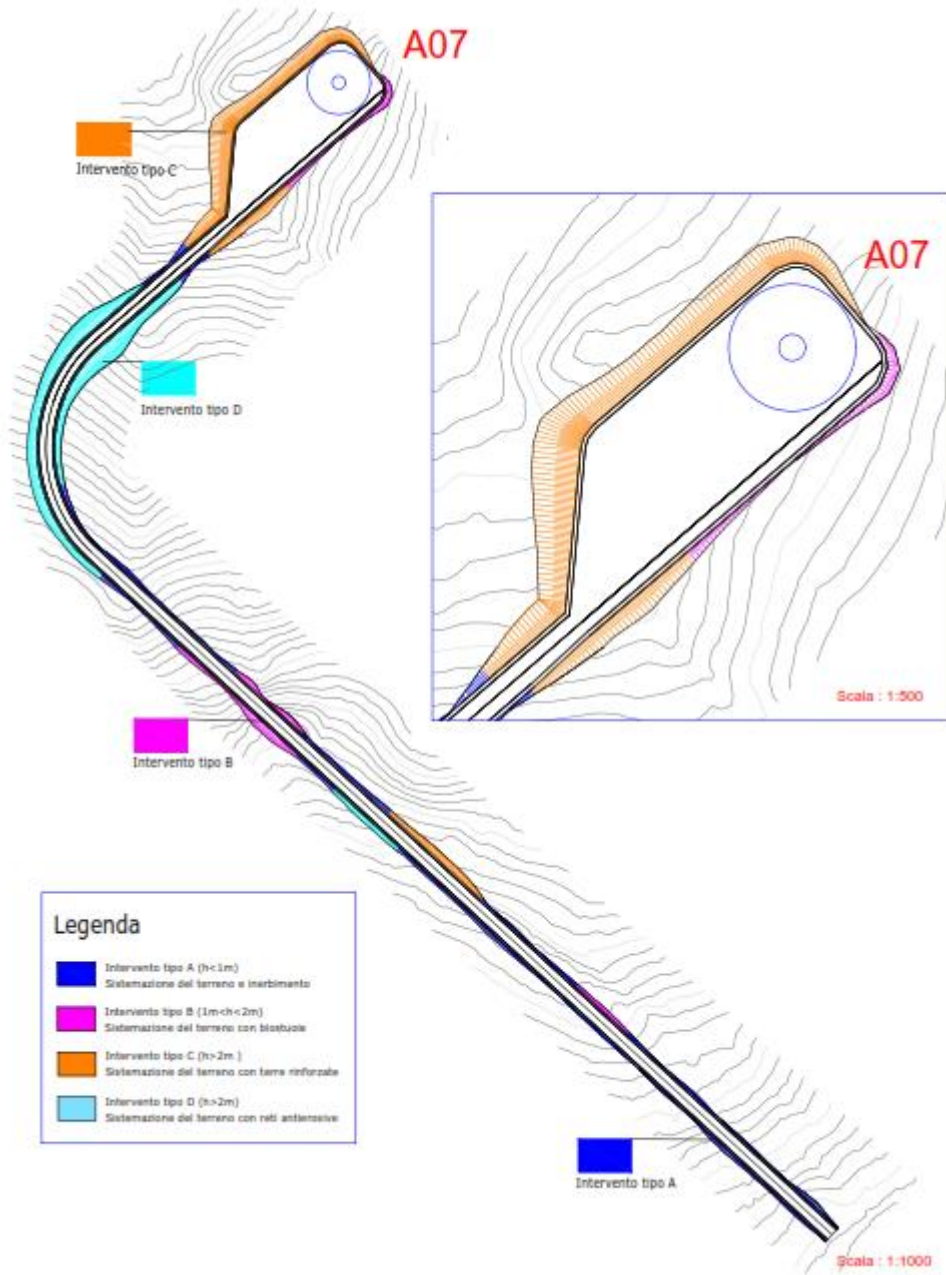 A07
Intervento tipo C
A07
Intervento tipo D
Scala : 1:500
Intervento tipo B
Legenda
Intervento tipo A (h<1m)
Sistemazione del terreno e inerbimento
Intervento tipo B (1m<h<2m)
Sistemazione del terreno con biostuoie
Intervento tipo C (h>2m )
Sistemazione del terreno con terre rinforzate
Intervento tipo D (h>2m)
Sistemazione del terreno con reti antierosive
Intervento tipo A
Scala : 1:1000